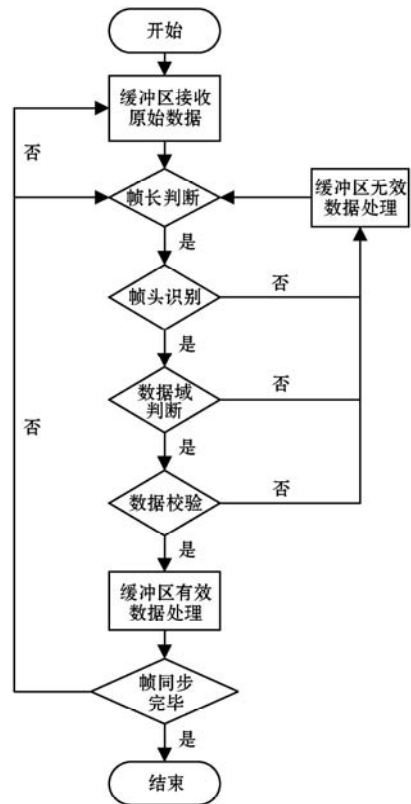 开始
缓冲区接收
原始数据
否
帧长判断
缓冲区无效
数据处理
是
帧头识别
否
是
数据域
判断
否
否
是
数据校验
否
是
缓冲区有效
数据处理
帧同步
完毕
是
结束